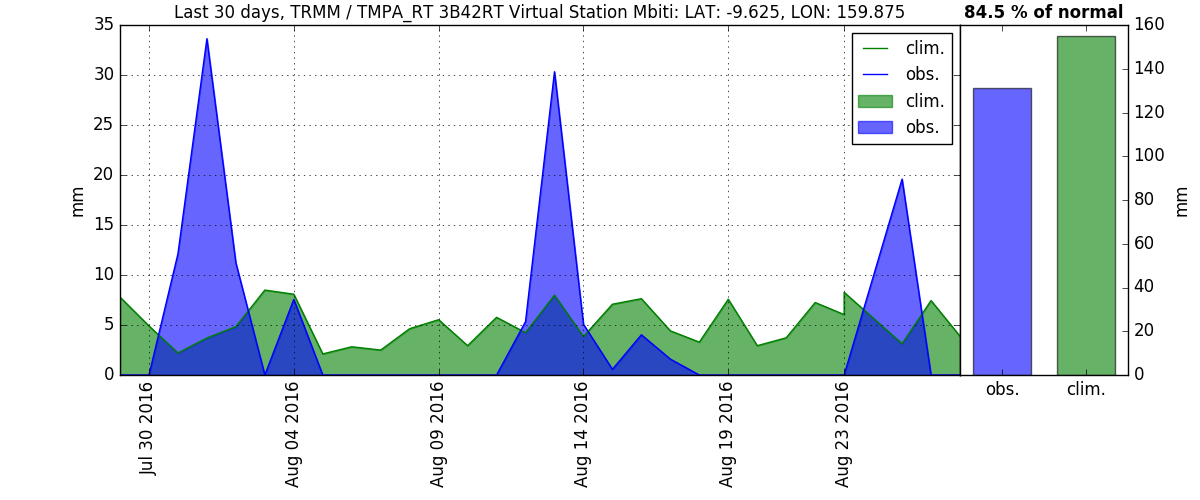 Last 30 days, TRMM / TMPA_RT 3B42RT Virtual Station Mbiti: LAT: -9.625, LON: 159.875
84.5 % of normal
35
30
25
20
15
10
5
0
mm
clim.
obs.
clim.
obs.
160
140
120
100
80
60
40
20
0
mm
Jul 30 2016
Aug 04 2016
Aug 09 2016
Aug 14 2016
Aug 19 2016
Aug 23 2016
obs.
clim.